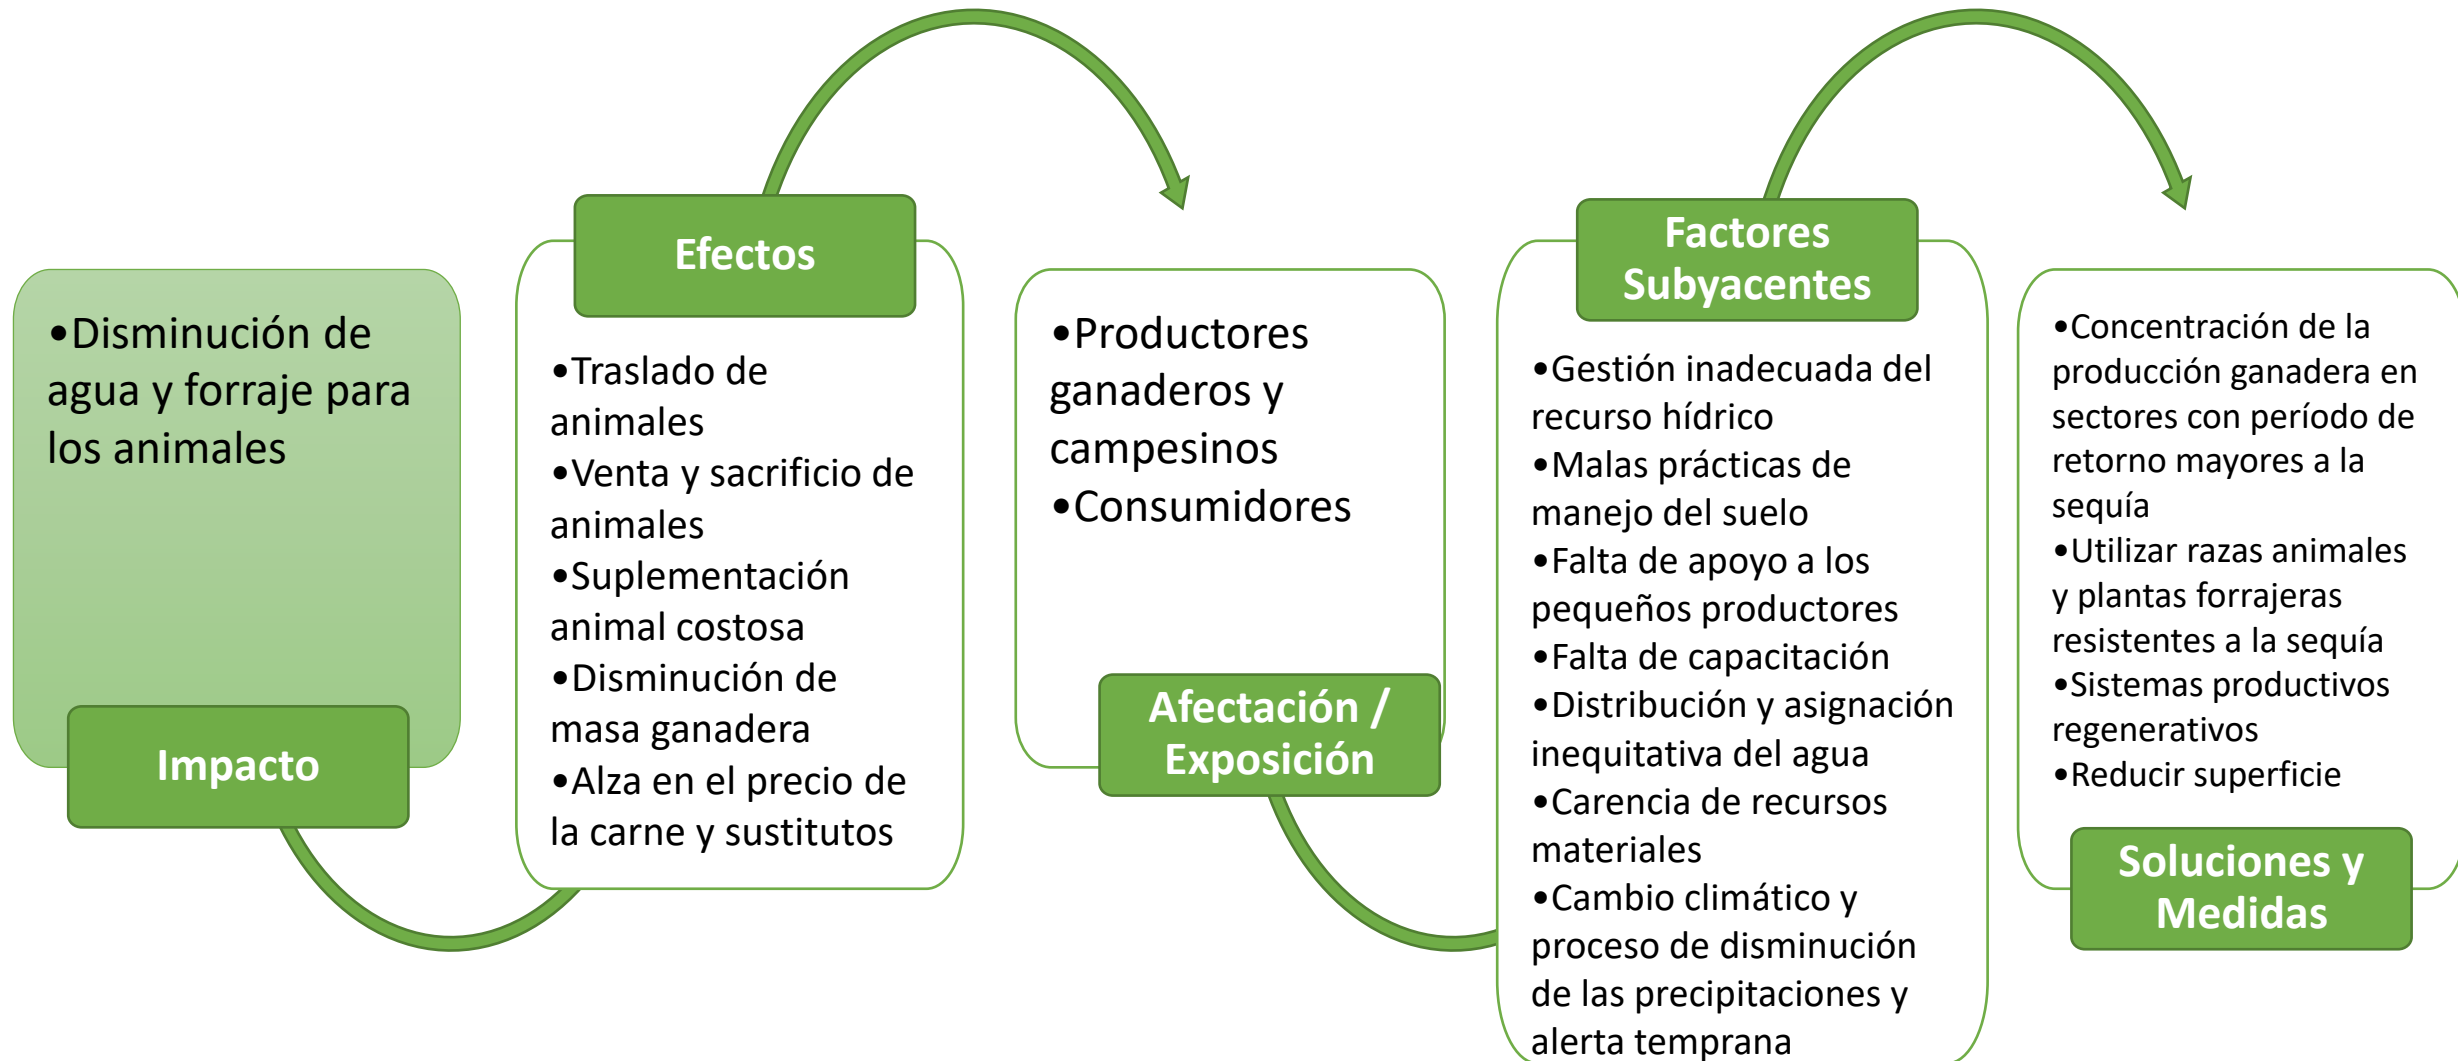 •Disminución de
agua y forraje para
los animales
Impacto
Efectos
•Traslado de
animales
•Venta y sacrificio de
animales
•Suplementación
animal costosa
•Disminución de
masa ganadera
•Alza en el precio de
la carne y sustitutos
•Productores
ganaderos y
campesinos
•Consumidores
Afectación /
Exposición
Factores
Subyacentes
•Gestión inadecuada del
recurso hídrico
•Malas prácticas de
manejo del suelo
•Falta de apoyo a los
pequeños productores
•Falta de capacitación
•Distribución y asignación
inequitativa del agua
•Carencia de recursos
materiales
•Cambio climático y
proceso de disminución
de las precipitaciones y
alerta temprana
•Concentración de la
producción ganadera en
sectores con período de
retorno mayores a la
sequía
•Utilizar razas animales
y plantas forrajeras
resistentes a la sequía
•Sistemas productivos
regenerativos
•Reducir superficie
Soluciones y
Medidas